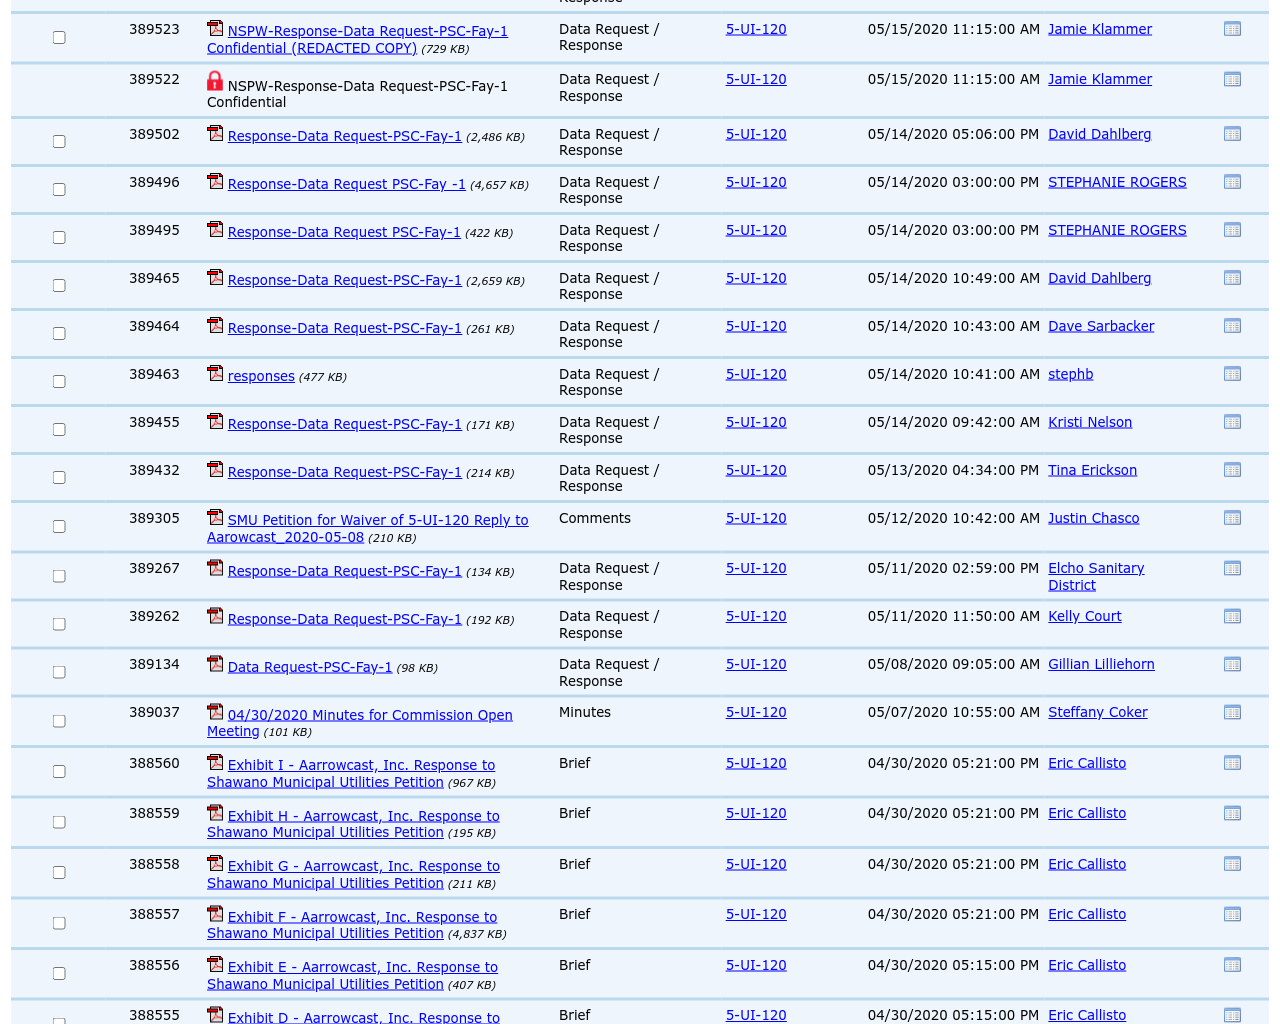 Response
389523 NSPW-Response-Data Request-PSC-Fay-1 Data Request / 5-UI-120 05/15/2020 11:15:00 AM Jamie Klammer
Confidential (REDACTED COPY) (729 KB) Response
389522 NSPW-Response-Data Request-PSC-Fay-1 Data Request / 5-UI-120 05/15/2020 11:15:00 AM Jamie Klammer
Confidential Response
389502 Response-Data Request-PSC-Fay-1 (2,486 KB) Data Request / 5-UI-120 05/14/2020 05:06:00 PM David Dahlberg
Response
389496 Response-Data Request PSC-Fay -1 (4,657 KB) Data Request / 5-UI-120 05/14/2020 03:00:00 PM STEPHANIE ROGERS
Response
389495 Response-Data Request PSC-Fay-1 (422 KB) Data Request / 5-UI-120 05/14/2020 03:00:00 PM STEPHANIE ROGERS
Response
389465 Response-Data Request-PSC-Fay-1 (2,659 KB) Data Request / 5-UI-120 05/14/2020 10:49:00 AM David Dahlberg
Response
389464 Response-Data Request-PSC-Fay-1 (261 KB) Data Request / 5-UI-120 05/14/2020 10:43:00 AM Dave Sarbacker
Response
389463 responses (477 KB) Data Request / 5-UI-120 05/14/2020 10:41:00 AM stephb
Response
389455 Response-Data Request-PSC-Fay-1 (171 KB) Data Request / 5-UI-120 05/14/2020 09:42:00 AM Kristi Nelson
Response
389432 Response-Data Request-PSC-Fay-1 (214 KB) Data Request / 5-UI-120 05/13/2020 04:34:00 PM Tina Erickson
Response
389305 SMU Petition for Waiver of 5-UI-120 Reply to Comments 5-UI-120 05/12/2020 10:42:00 AM Justin Chasco
Aarowcast_2020-05-08 (210 KB)
389267 Response-Data Request-PSC-Fay-1 (134 KB) Data Request / 5-UI-120 05/11/2020 02:59:00 PM Elcho Sanitary
Response District
389262 Response-Data Request-PSC-Fay-1 (192 KB) Data Request / 5-UI-120 05/11/2020 11:50:00 AM Kelly Court
Response
389134 Data Request-PSC-Fay-1 (98 KB) Data Request / 5-UI-120 05/08/2020 09:05:00 AM Gillian Lilliehorn
Response
389037 04/30/2020 Minutes for Commission Open Minutes 5-UI-120 05/07/2020 10:55:00 AM Steffany Coker
Meeting (101 KB)
388560 Exhibit I - Aarrowcast, Inc. Response to Brief 5-UI-120 04/30/2020 05:21:00 PM Eric Callisto
Shawano Municipal Utilities Petition (967 KB)
388559 Exhibit H - Aarrowcast, Inc. Response to Brief 5-UI-120 04/30/2020 05:21:00 PM Eric Callisto
Shawano Municipal Utilities Petition (195 KB)
388558 Exhibit G - Aarrowcast, Inc. Response to Brief 5-UI-120 04/30/2020 05:21:00 PM Eric Callisto
Shawano Municipal Utilities Petition (211 KB)
388557 Exhibit F - Aarrowcast, Inc. Response to Brief 5-UI-120 04/30/2020 05:21:00 PM Eric Callisto
Shawano Municipal Utilities Petition (4,837 KB)
388556 Exhibit E - Aarrowcast, Inc. Response to Brief 5-UI-120 04/30/2020 05:15:00 PM Eric Callisto
Shawano Municipal Utilities Petition (407 KB)
388555 Exhibit D - Aarrowcast, Inc. Response to Brief 5-UI-120 04/30/2020 05:15:00 PM Eric Callisto